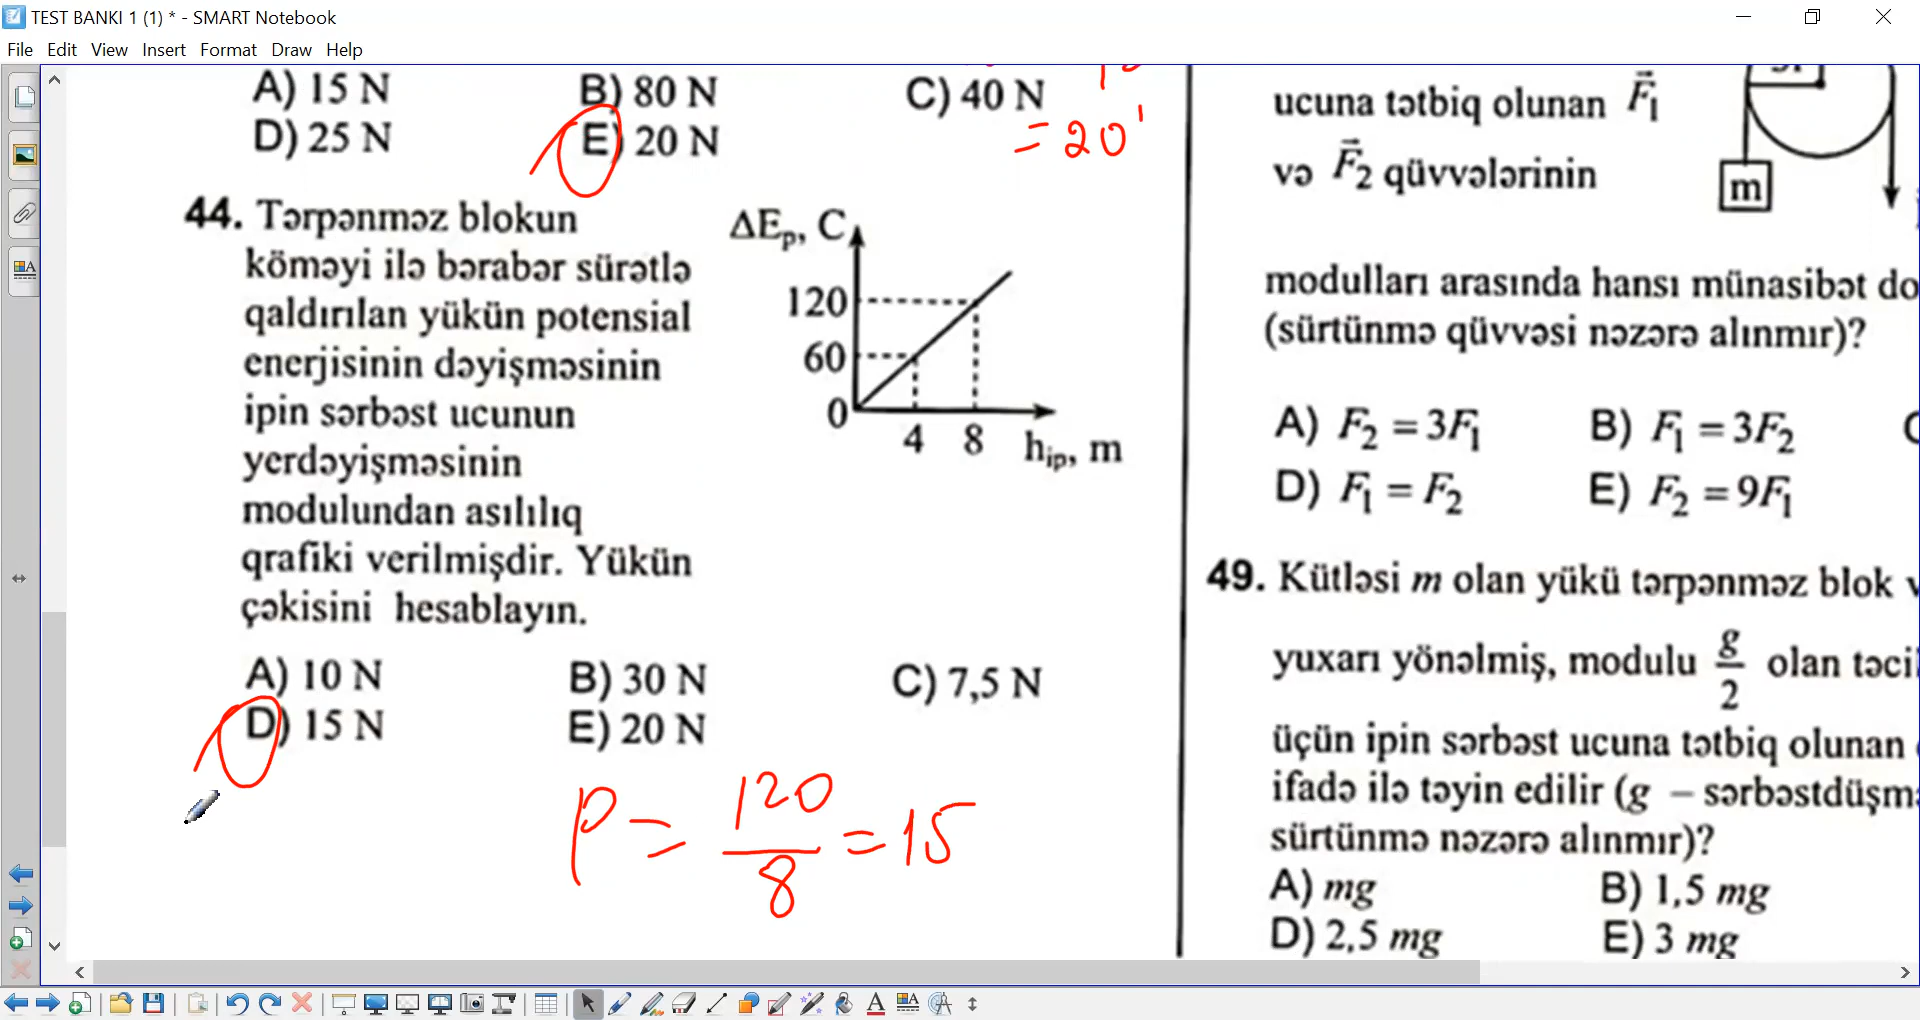 TEST BANKI 1 (1) * - SMART Notebook
File Edit View Insert Format Draw Help
A) 15 N B) 80 N C) 40 N
D) 25 N E) 20 N
= 20
44. Tərpənməz blokun
köməyi ilə bərabər sürətlə
qaldırılan yükün potensial
enerjisinin dəyişməsinin
ipin sərbəst ucunun
yerdəyişməsinin
modulundan asılılıq
qrafiki verilmişdir. Yükün
çəkisini hesablayın.
ΔEp, C
120
60
0
4 8 hip, m
A) 10 N B) 30 N C) 7,5 N
D) 15 N E) 20 N
P = 120/8 = 15
ucuna tətbiq olunan F⃗1
və F⃗2 qüvvələrinin
m
modulları arasında hansı münasibət do
(sürtünmə qüvvəsi nəzərə alınmır)?
A) F2 = 3F1 B) F1 = 3F2
D) F1 = F2 E) F2 = 9F1
49. Kütləsi m olan yükü tərpənməz blok v
yuxarı yönəlmiş, modulu g/2 olan təcil
üçün ipin sərbəst ucuna tətbiq olunan
ifadə ilə təyin edilir (g – sərbəstdüşmə
sürtünmə nəzərə alınmır)?
A) mg B) 1,5 mg
D) 2,5 mg E) 3 mg